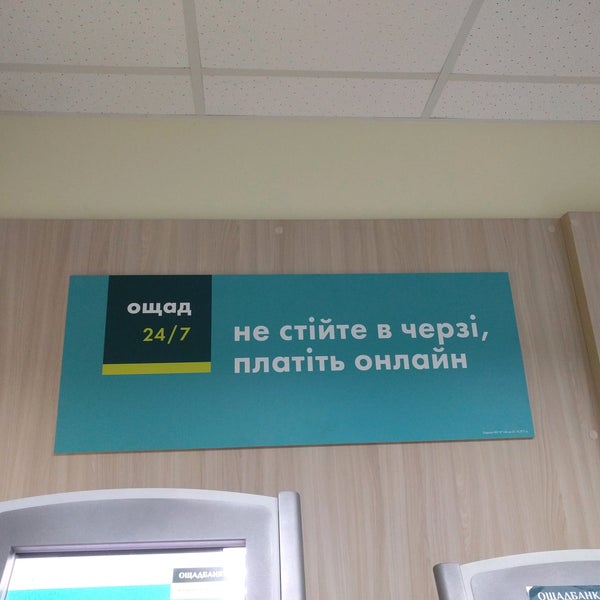 ощад
24/7
не стійте в черзі,
платіть онлайн
ОЩАДБАНК
ОЩАДБАНК